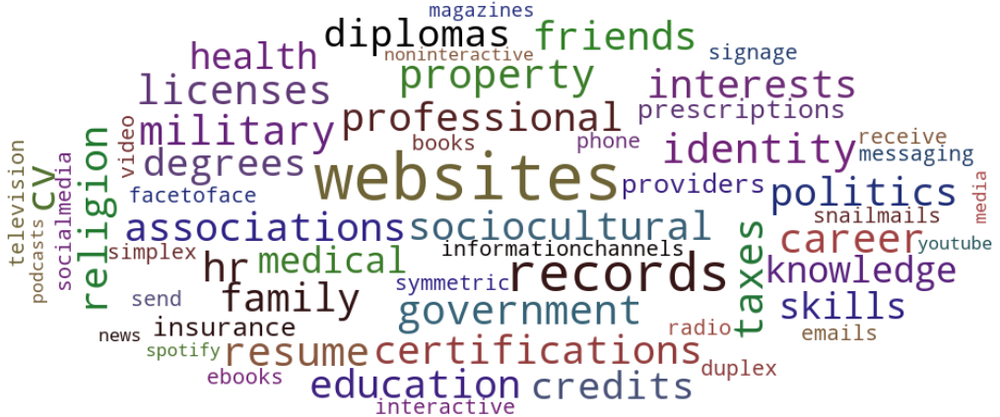 magazines
diplomas friends
noninteractive signage
health
property
licenses interests
prescriptions
professional
military
video
books phone
identity receive
messaging
degrees
websites
providers
television
cv
socialmedia
religion
facetoface
politics
media
snailmails
associations sociocultural
career
youtube
podcasts
simplex
informationchannels
hr medical
records
taxes
knowledge
symmetric
send family
government
skills
insurance
radio emails
news
spotify resume certifications
duplex
ebooks
education credits
interactive